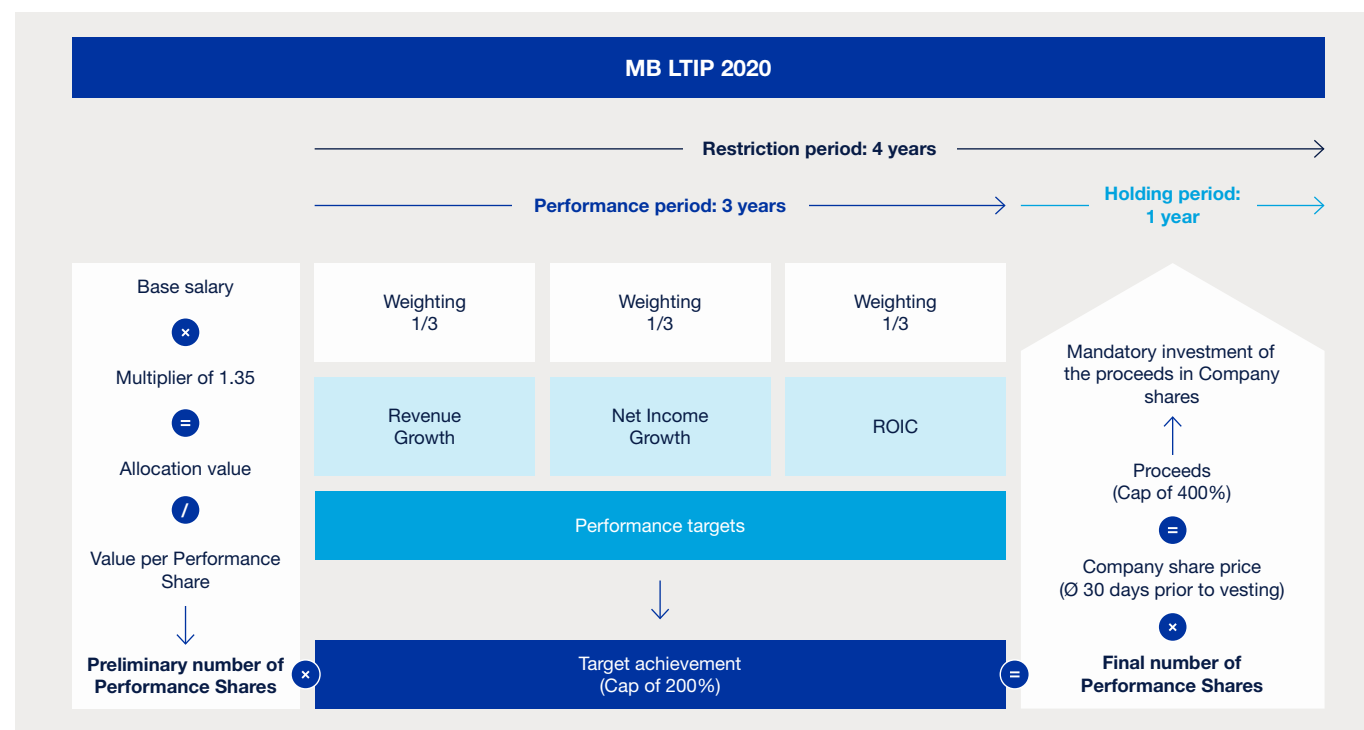 MB LTIP 2020
Restriction period: 4 years
Performance period: 3 years
Holding period:
1 year
Base salary
×
Multiplier of 1.35
=
Allocation value
/
Value per Performance
Share
Preliminary number of
Performance Shares
×
Weighting
1/3
Weighting
1/3
Weighting
1/3
Revenue
Growth
Net Income
Growth
ROIC
Performance targets
Target achievement
(Cap of 200%)
=
Mandatory investment of
the proceeds in Company
shares
Proceeds
(Cap of 400%)
=
Company share price
(Ø 30 days prior to vesting)
×
Final number of
Performance Shares